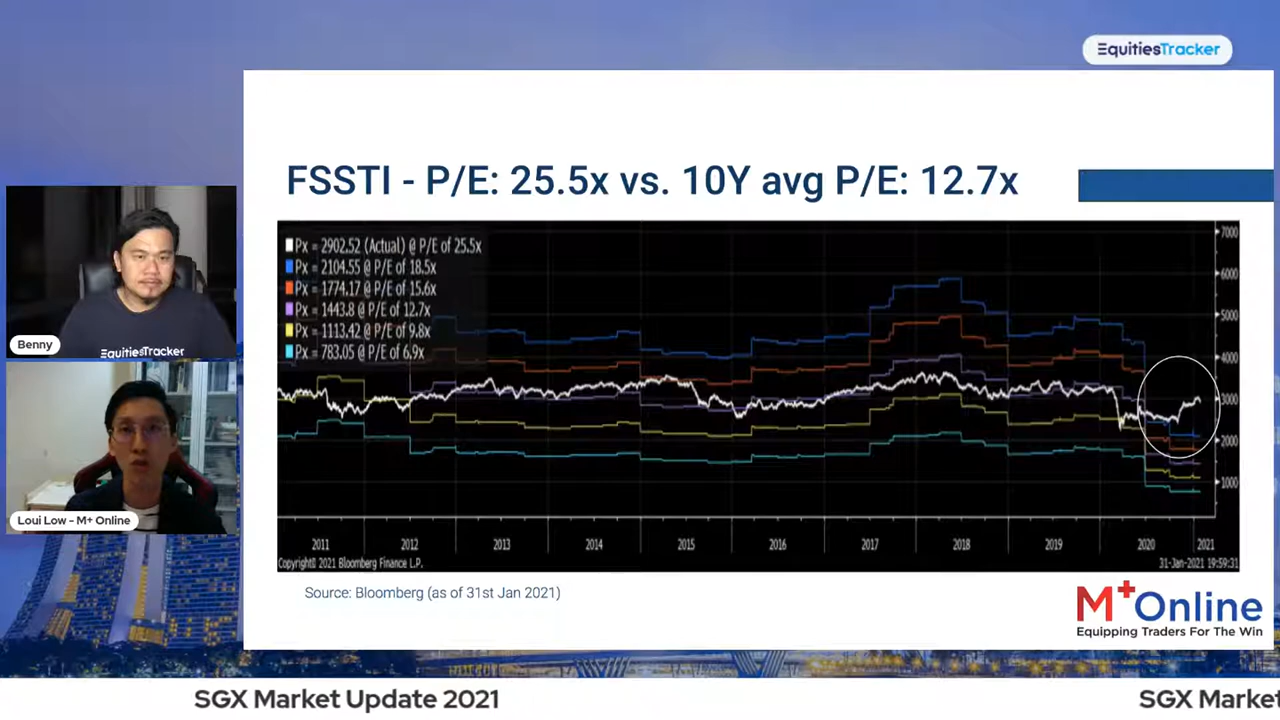 EquitiesTracker
FSSTI - P/E: 25.5x vs. 10Y avg P/E: 12.7x
Px = 2902.52 (Actual) @ P/E of 25.5x
Px = 2104.55 @ P/E of 18.5x
Px = 1774.17 @ P/E of 15.6x
Px = 1443.8 @ P/E of 12.7x
Px = 1113.42 @ P/E of 9.8x
Px = 783.05 @ P/E of 6.9x
7000
6000
5000
4000
3000
2000
1000
2011 2012 2013 2014 2015 2016 2017 2018 2019 2020 2021
Copyright© 2021 Bloomberg Finance L.P.
31-Jan-2021 19:59:31
EquitiesTracker
Benny
Loui Low - M+ Online
Source: Bloomberg (as of 31st Jan 2021)
M+Online
Equipping Traders For The Win
SGX Market Update 2021
SGX Market